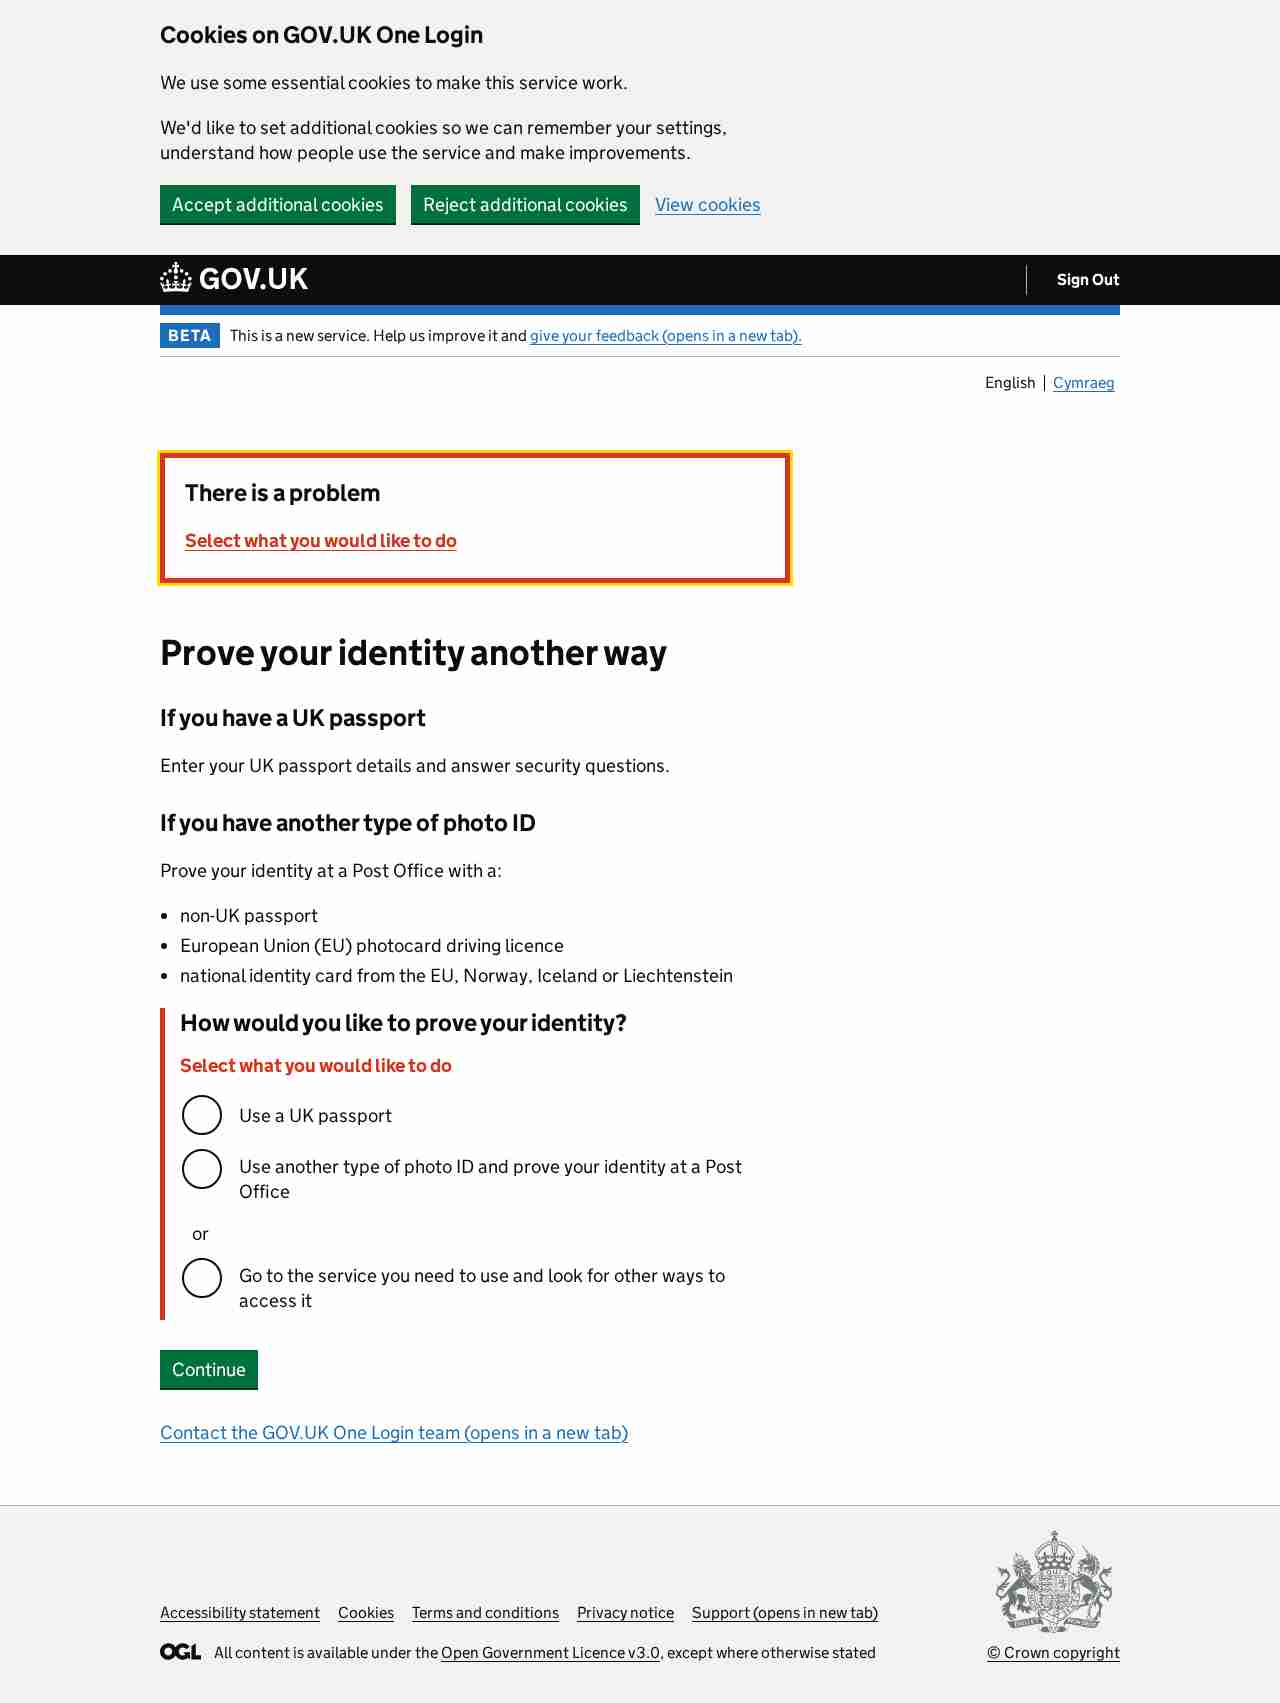 Cookies on GOV.UK One Login
We use some essential cookies to make this service work.
We'd like to set additional cookies so we can remember your settings,
understand how people use the service and make improvements.
Accept additional cookies Reject additional cookies View cookies
GOV.UK Sign Out
BETA This is a new service. Help us improve it and give your feedback (opens in a new tab).
English Cymraeg
There is a problem
Select what you would like to do
Prove your identity another way
If you have a UK passport
Enter your UK passport details and answer security questions.
If you have another type of photo ID
Prove your identity at a Post Office with a:
• non-UK passport
• European Union (EU) photocard driving licence
• national identity card from the EU, Norway, Iceland or Liechtenstein
How would you like to prove your identity?
Select what you would like to do
Use a UK passport
Use another type of photo ID and prove your identity at a Post
Office
or
Go to the service you need to use and look for other ways to
access it
Continue
Contact the GOV.UK One Login team (opens in a new tab)
Accessibility statement Cookies Terms and conditions Privacy notice Support (opens in new tab)
OGL All content is available under the Open Government Licence v3.0, except where otherwise stated
© Crown copyright